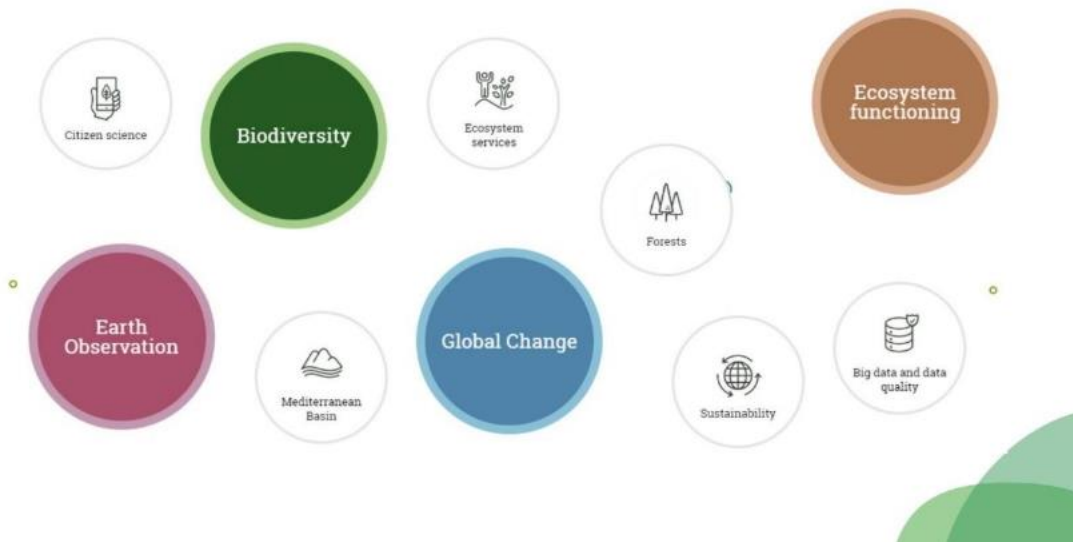 Citizen science
Biodiversity
Ecosystem
services
Ecosystem
functioning
Forests
Earth
Observation
Mediterranean
Basin
Global Change
Sustainability
Big data and data
quality